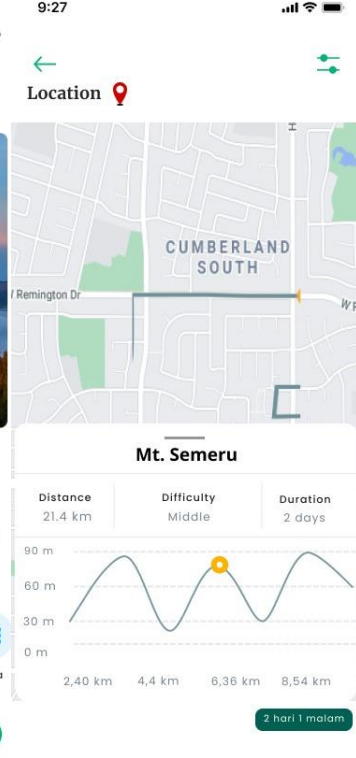 9:27
Location
CUMBERLAND
SOUTH
Remington Dr
W R
Mt. Semeru
Distance Difficulty Duration
21.4 km Middle 2 days
90 m
60 m
30 m
0 m
2,40 km 4,4 km 6,36 km 8,54 km
2 hari 1 malam